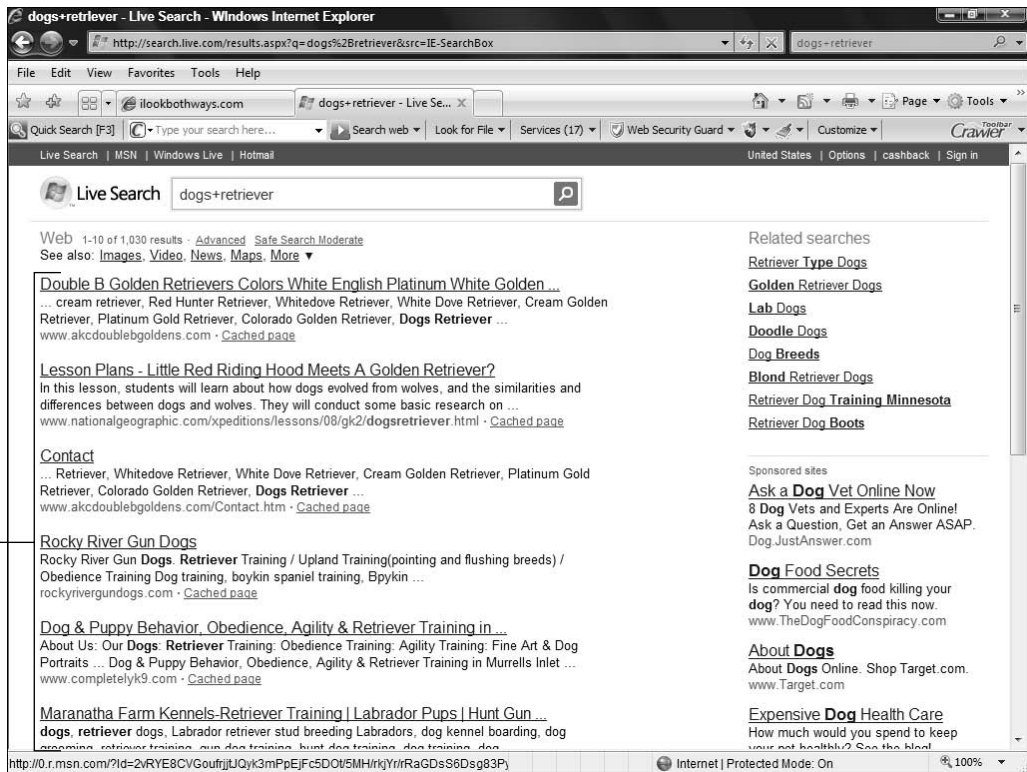 dogs+retriever - Live Search - Windows Internet Explorer
http://search.live.com/results.aspx?q=dogs%2Bretriever&src=IE-SearchBox
dogs+retriever
File Edit View Favorites Tools Help
ilookbothways.com
dogs+retriever - Live Se...
Page
Tools
Quick Search [F3]
Type your search here...
Search web
Look for File
Services (17)
Web Security Guard
Customize
Crawler Toolbar
Live Search | MSN | Windows Live | Hotmail
United States | Options | cashback | Sign in
Live Search
dogs+retriever
Web 1-10 of 1,030 results · Advanced Safe Search Moderate
See also: Images, Video, News, Maps, More ▼
Double B Golden Retrievers Colors White English Platinum White Golden ...
... cream retriever, Red Hunter Retriever, Whitedove Retriever, White Dove Retriever, Cream Golden
Retriever, Platinum Gold Retriever, Colorado Golden Retriever, Dogs Retriever ...
www.akcdoublebgoldens.com · Cached page
Lesson Plans - Little Red Riding Hood Meets A Golden Retriever?
In this lesson, students will learn about how dogs evolved from wolves, and the similarities and
differences between dogs and wolves. They will conduct some basic research on ...
www.nationalgeographic.com/xpeditions/lessons/08/gk2/dogsretriever.html · Cached page
Contact
... Retriever, Whitedove Retriever, White Dove Retriever, Cream Golden Retriever, Platinum Gold
Retriever, Colorado Golden Retriever, Dogs Retriever ...
www.akcdoublebgoldens.com/Contact.htm · Cached page
Rocky River Gun Dogs
Rocky River Gun Dogs. Retriever Training / Upland Training(pointing and flushing breeds) /
Obedience Training Dog training, boykin spaniel training, Bpykin ...
rockyrivergundogs.com · Cached page
Dog & Puppy Behavior, Obedience, Agility & Retriever Training in ...
About Us: Our Dogs: Retriever Training: Obedience Training: Agility Training: Fine Art & Dog
Portraits ... Dog & Puppy Behavior, Obedience, Agility & Retriever Training in Murrells Inlet ...
www.completelyk9.com · Cached page
Maranatha Farm Kennels-Retriever Training | Labrador Pups | Hunt Gun ...
dogs, retriever dogs, Labrador retriever stud breeding Labradors, dog kennel boarding, dog
grooming, retriever training, gun dog training, hunt dog training, dog training, dog
Related searches
Retriever Type Dogs
Golden Retriever Dogs
Lab Dogs
Doodle Dogs
Dog Breeds
Blond Retriever Dogs
Retriever Dog Training Minnesota
Retriever Dog Boots
Sponsored sites
Ask a Dog Vet Online Now
8 Dog Vets and Experts Are Online!
Ask a Question, Get an Answer ASAP.
Dog.JustAnswer.com
Dog Food Secrets
Is commercial dog food killing your
dog? You need to read this now.
www.TheDogFoodConspiracy.com
About Dogs
About Dogs Online. Shop Target.com.
www.Target.com
Expensive Dog Health Care
How much would you spend to keep
your pet healthly? See the blog!
Internet | Protected Mode: On
100%